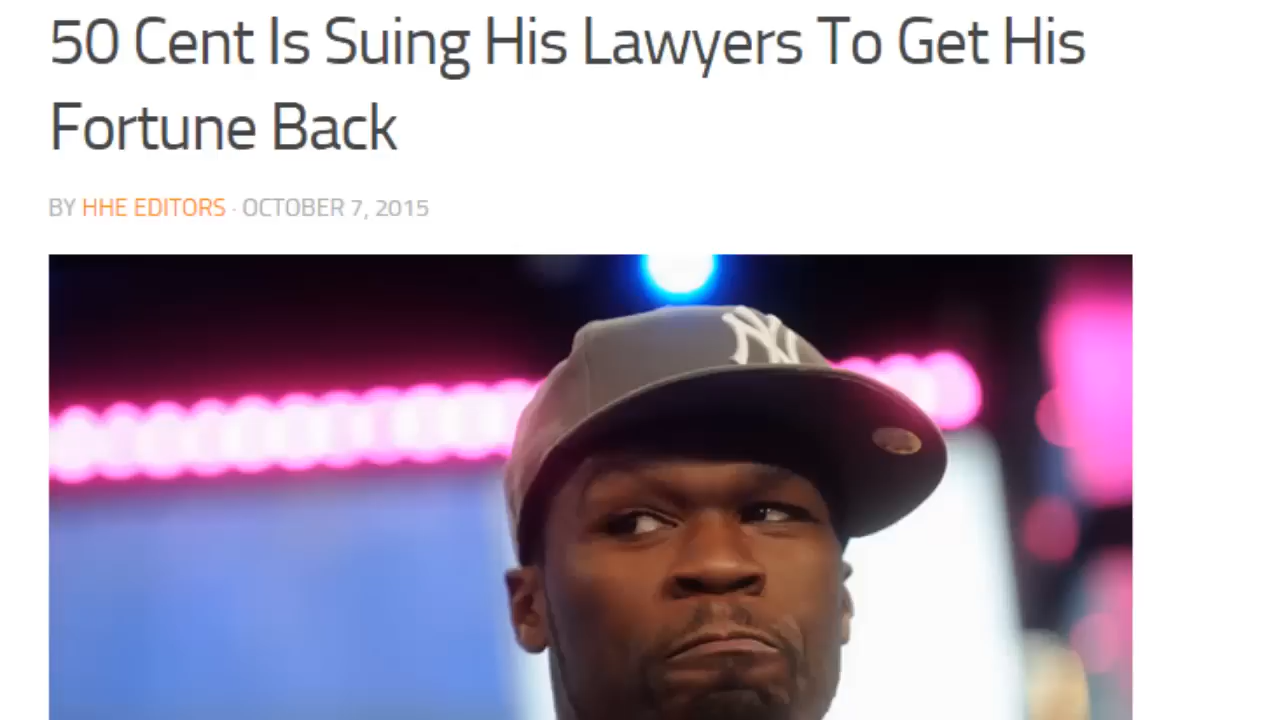 50 Cent Is Suing His Lawyers To Get His
Fortune Back
BY HHE EDITORS · OCTOBER 7, 2015
NY